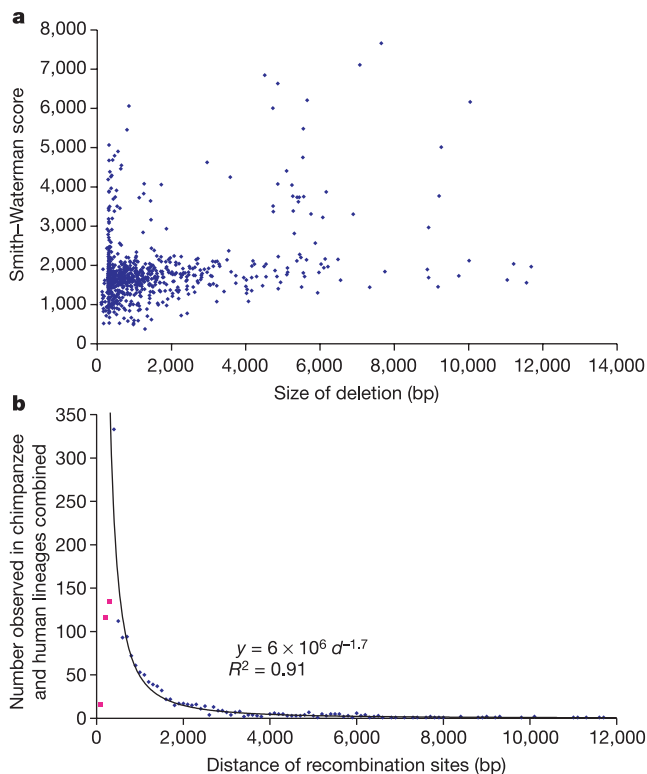 a
8,000
7,000
6,000
5,000
4,000
3,000
2,000
1,000
0
Smith–Waterman score
0 2,000 4,000 6,000 8,000 10,000 12,000 14,000
Size of deletion (bp)
b
350
300
250
200
150
100
50
0
Number observed in chimpanzee
and human lineages combined
y = 6 × 10⁶ d⁻¹·⁷
R² = 0.91
0 2,000 4,000 6,000 8,000 10,000 12,000
Distance of recombination sites (bp)